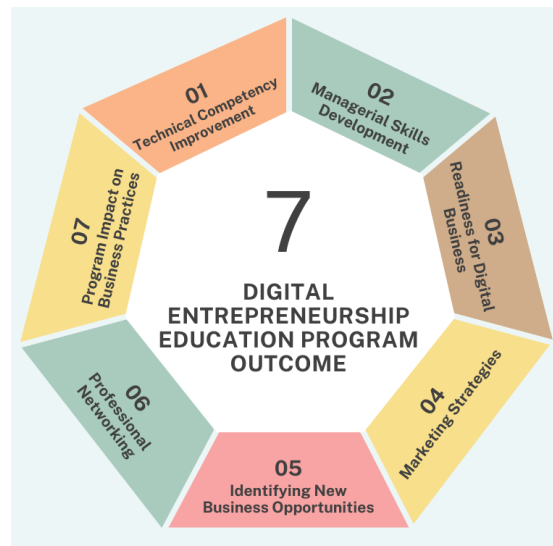 7
DIGITAL
ENTREPRENEURSHIP
EDUCATION PROGRAM
OUTCOME
01
Technical Competency
Improvement
02
Managerial Skills
Development
03
Readiness for Digital
Business
04
Marketing Strategies
05
Identifying New
Business Opportunities
06
Professional
Networking
07
Program Impact on
Business Practices